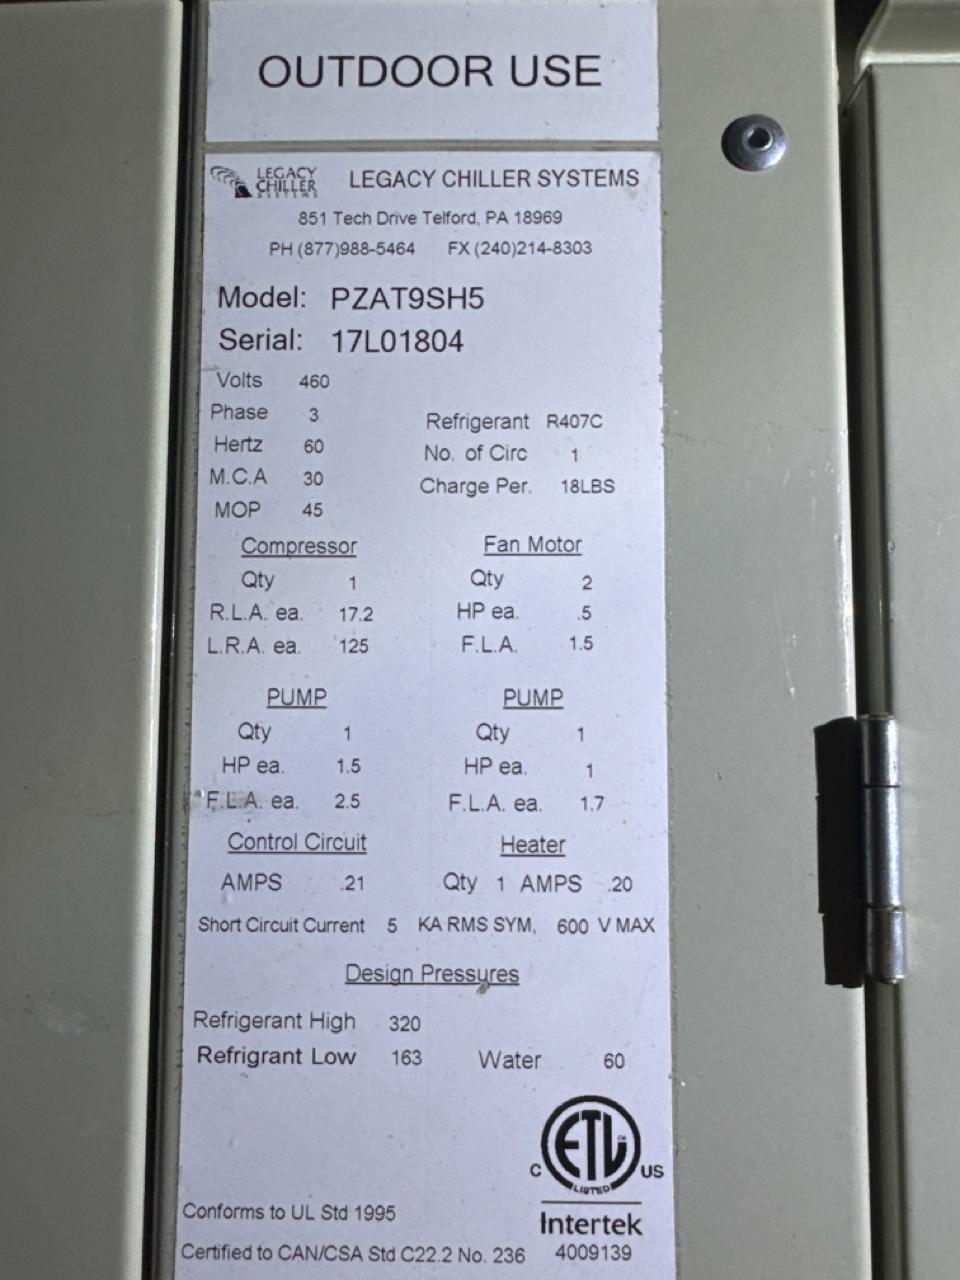 OUTDOOR USE
LEGACY CHILLER SYSTEMS
LEGACY CHILLER SYSTEMS
851 Tech Drive Telford, PA 18969
PH (877)988-5464 FX (240)214-8303
Model: PZAT9SH5
Serial: 17L01804
Volts 460
Phase 3
Hertz 60
M.C.A 30
MOP 45
Refrigerant R407C
No. of Circ 1
Charge Per. 18LBS
Compressor
Qty 1
R.L.A. ea. 17.2
L.R.A. ea. 125
Fan Motor
Qty 2
HP ea. .5
F.L.A. 1.5
PUMP
Qty 1
HP ea. 1.5
F.L.A. ea. 2.5
PUMP
Qty 1
HP ea. 1
F.L.A. ea. 1.7
Control Circuit
AMPS .21
Heater
Qty 1 AMPS .20
Short Circuit Current 5 KA RMS SYM, 600 V MAX
Design Pressures
Refrigerant High 320
Refrigrant Low 163 Water 60
ETL CM
LISTED
C US
Intertek
4009139
Conforms to UL Std 1995
Certified to CAN/CSA Std C22.2 No. 236